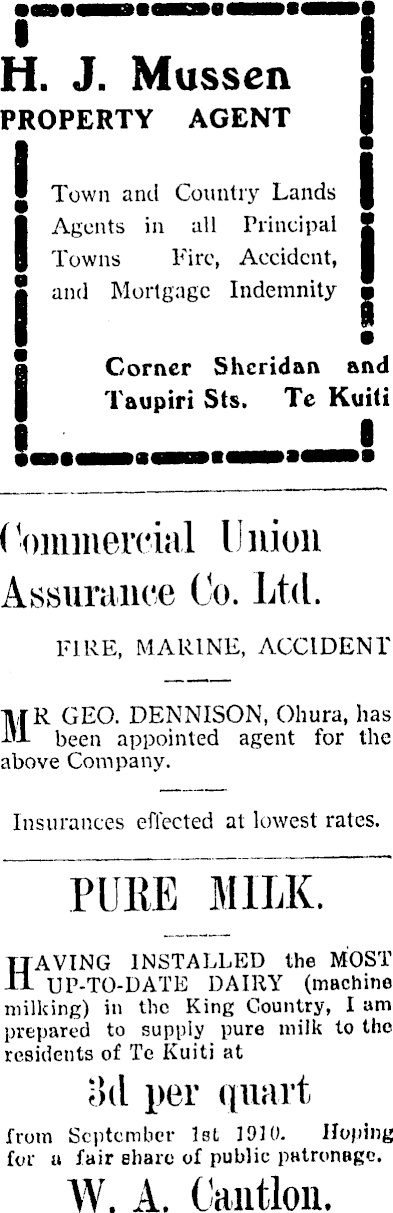 H. J. Mussen
PROPERTY AGENT
Town and Country Lands
Agents in all Principal
Towns Fire, Accident,
and Mortgage Indemnity
Corner Sheridan and
Taupiri Sts. Te Kuiti
Commercial Union
Assurance Co. Ltd.
FIRE, MARINE, ACCIDENT
MR GEO. DENNISON, Ohura, has
been appointed agent for the
above Company.
Insurances effected at lowest rates.
PURE MILK.
HAVING INSTALLED the MOST
UP-TO-DATE DAIRY (machine
milking) in the King Country, I am
prepared to supply pure milk to the
residents of Te Kuiti at
3d per quart
from September 1st 1910. Hoping
for a fair share of public patronage.
W. A. Cantlon.